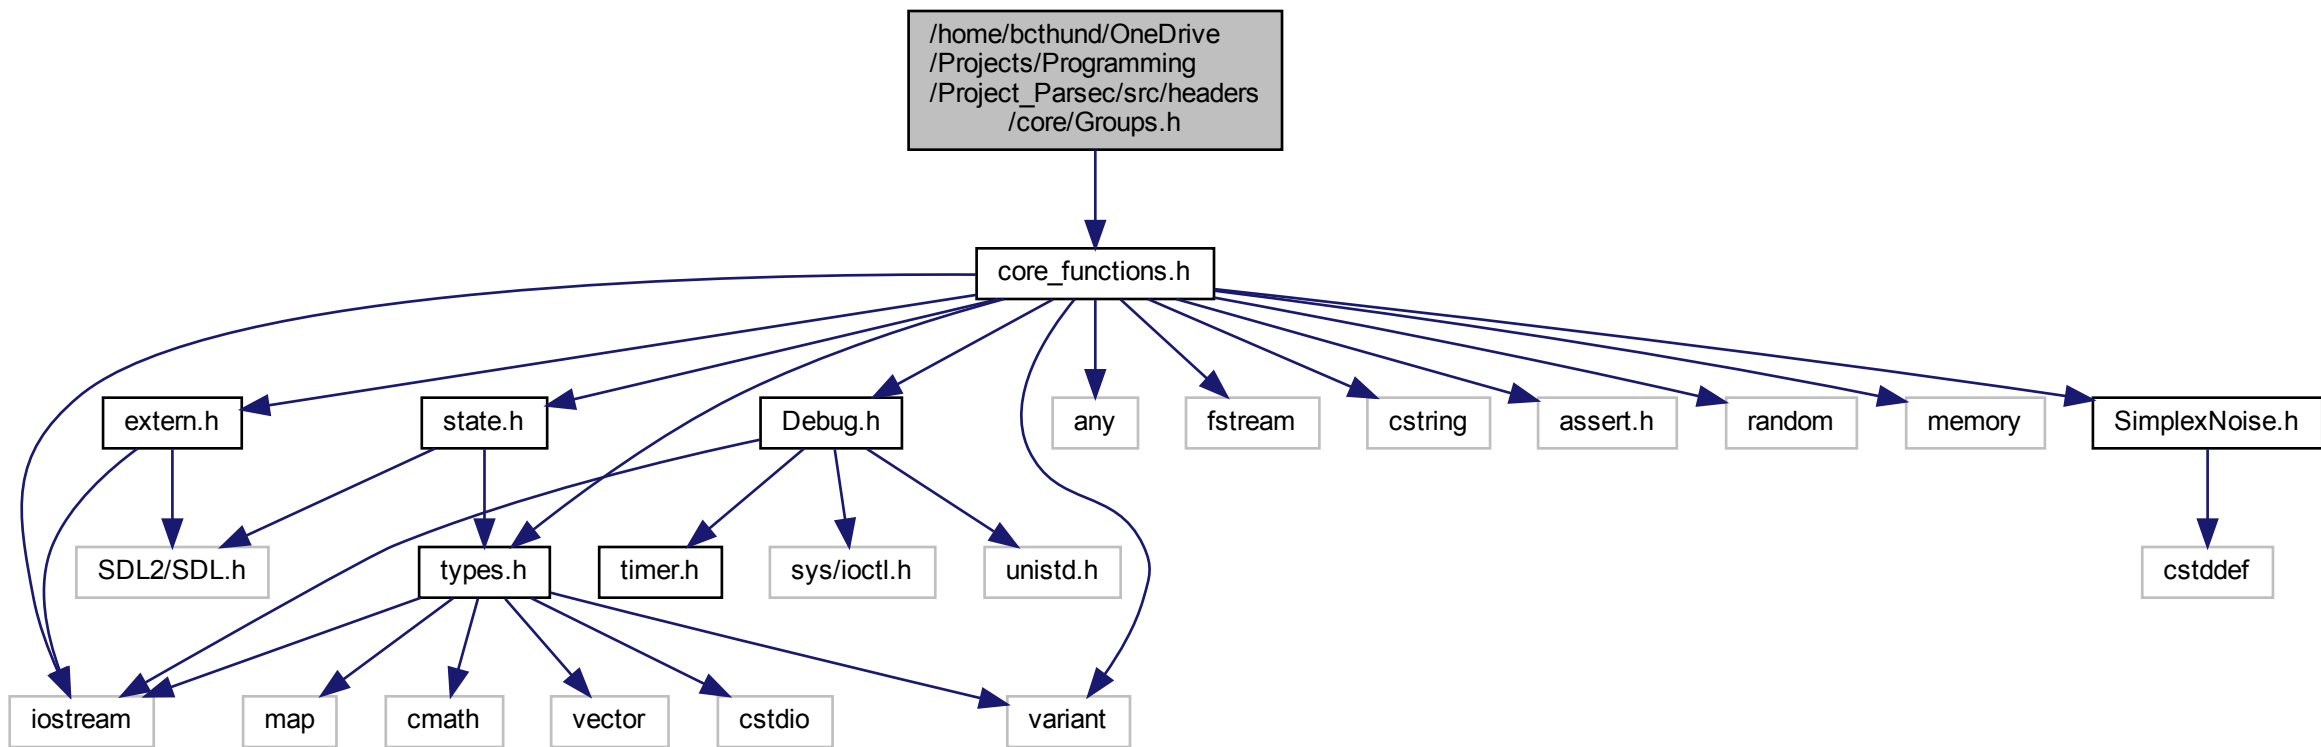 /home/bcthund/OneDrive
/Projects/Programming
/Project_Parsec/src/headers
/core/Groups.h
core_functions.h
extern.h
state.h
Debug.h
any
fstream
cstring
assert.h
random
memory
SimplexNoise.h
SDL2/SDL.h
types.h
timer.h
sys/ioctl.h
unistd.h
cstddef
iostream
map
cmath
vector
cstdio
variant